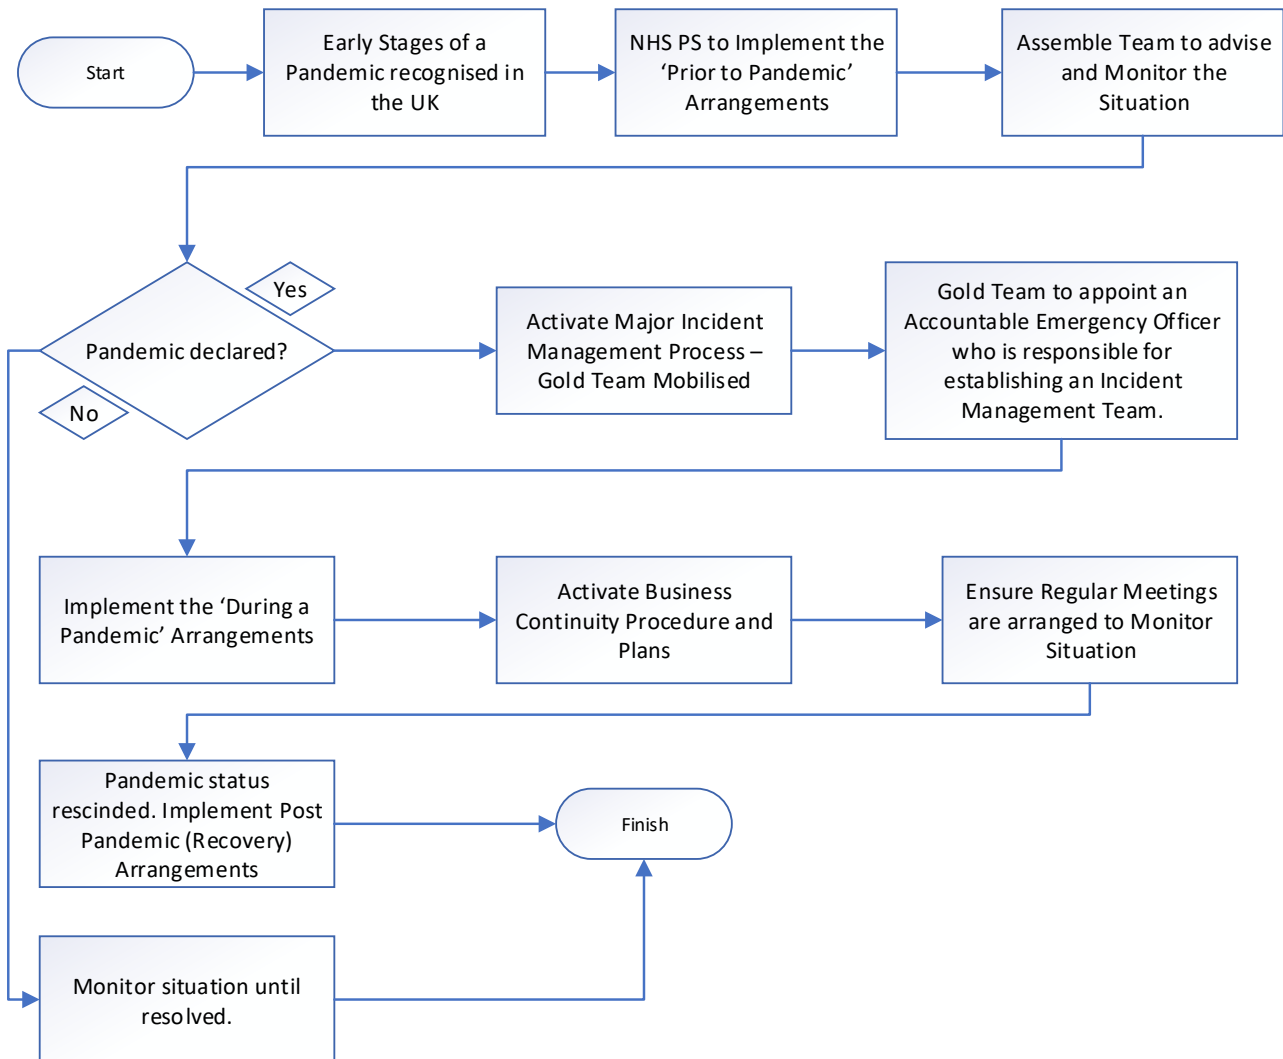 Start
Early Stages of a
Pandemic recognised in
the UK
NHS PS to Implement the
‘Prior to Pandemic’
Arrangements
Assemble Team to advise
and Monitor the
Situation
Pandemic declared?
Yes
No
Activate Major Incident
Management Process –
Gold Team Mobilised
Gold Team to appoint an
Accountable Emergency Officer
who is responsible for
establishing an Incident
Management Team.
Implement the ‘During a
Pandemic’ Arrangements
Activate Business
Continuity Procedure and
Plans
Ensure Regular Meetings
are arranged to Monitor
Situation
Pandemic status
rescinded. Implement Post
Pandemic (Recovery)
Arrangements
Finish
Monitor situation until
resolved.